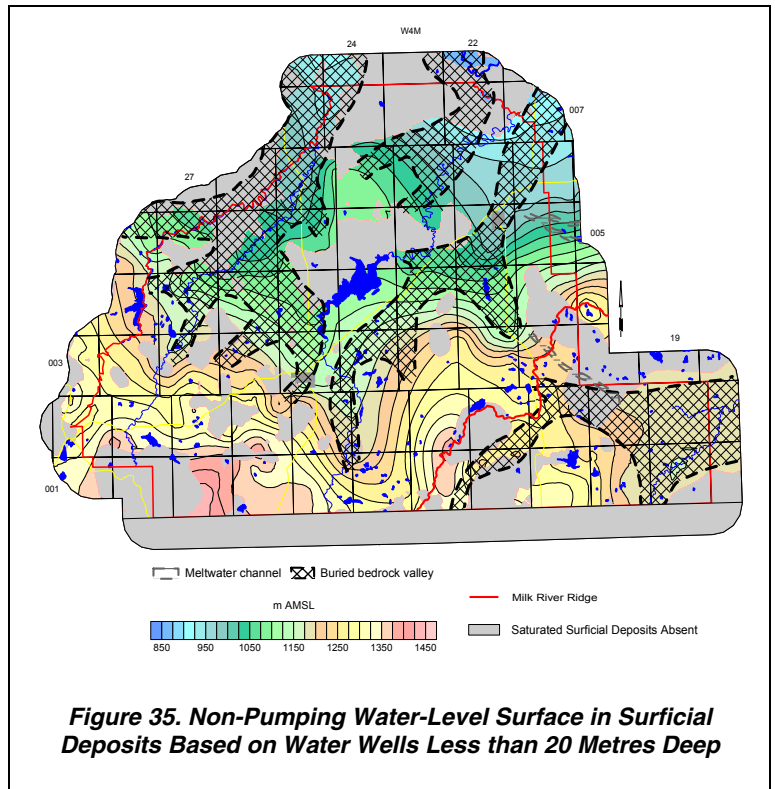 W4M
24
22
007
27
005
19
003
001
Meltwater channel
Buried bedrock valley
m AMSL
Milk River Ridge
850 950 1050 1150 1250 1350 1450
Saturated Surficial Deposits Absent
Figure 35. Non-Pumping Water-Level Surface in Surficial
Deposits Based on Water Wells Less than 20 Metres Deep